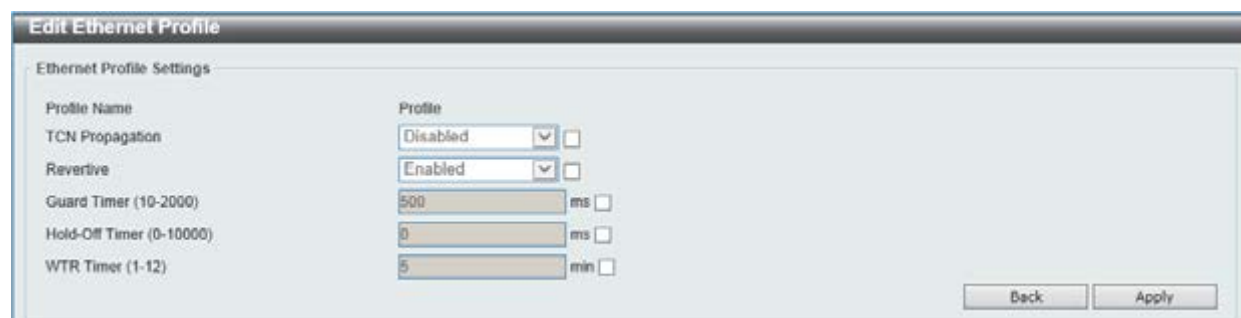 Edit Ethernet Profile
Ethernet Profile Settings
Profile Name Profile
TCN Propagation Disabled
Revertive Enabled
Guard Timer (10-2000) 500 ms
Hold-Off Timer (0-10000) 0 ms
WTR Timer (1-12) 5 min
Back Apply